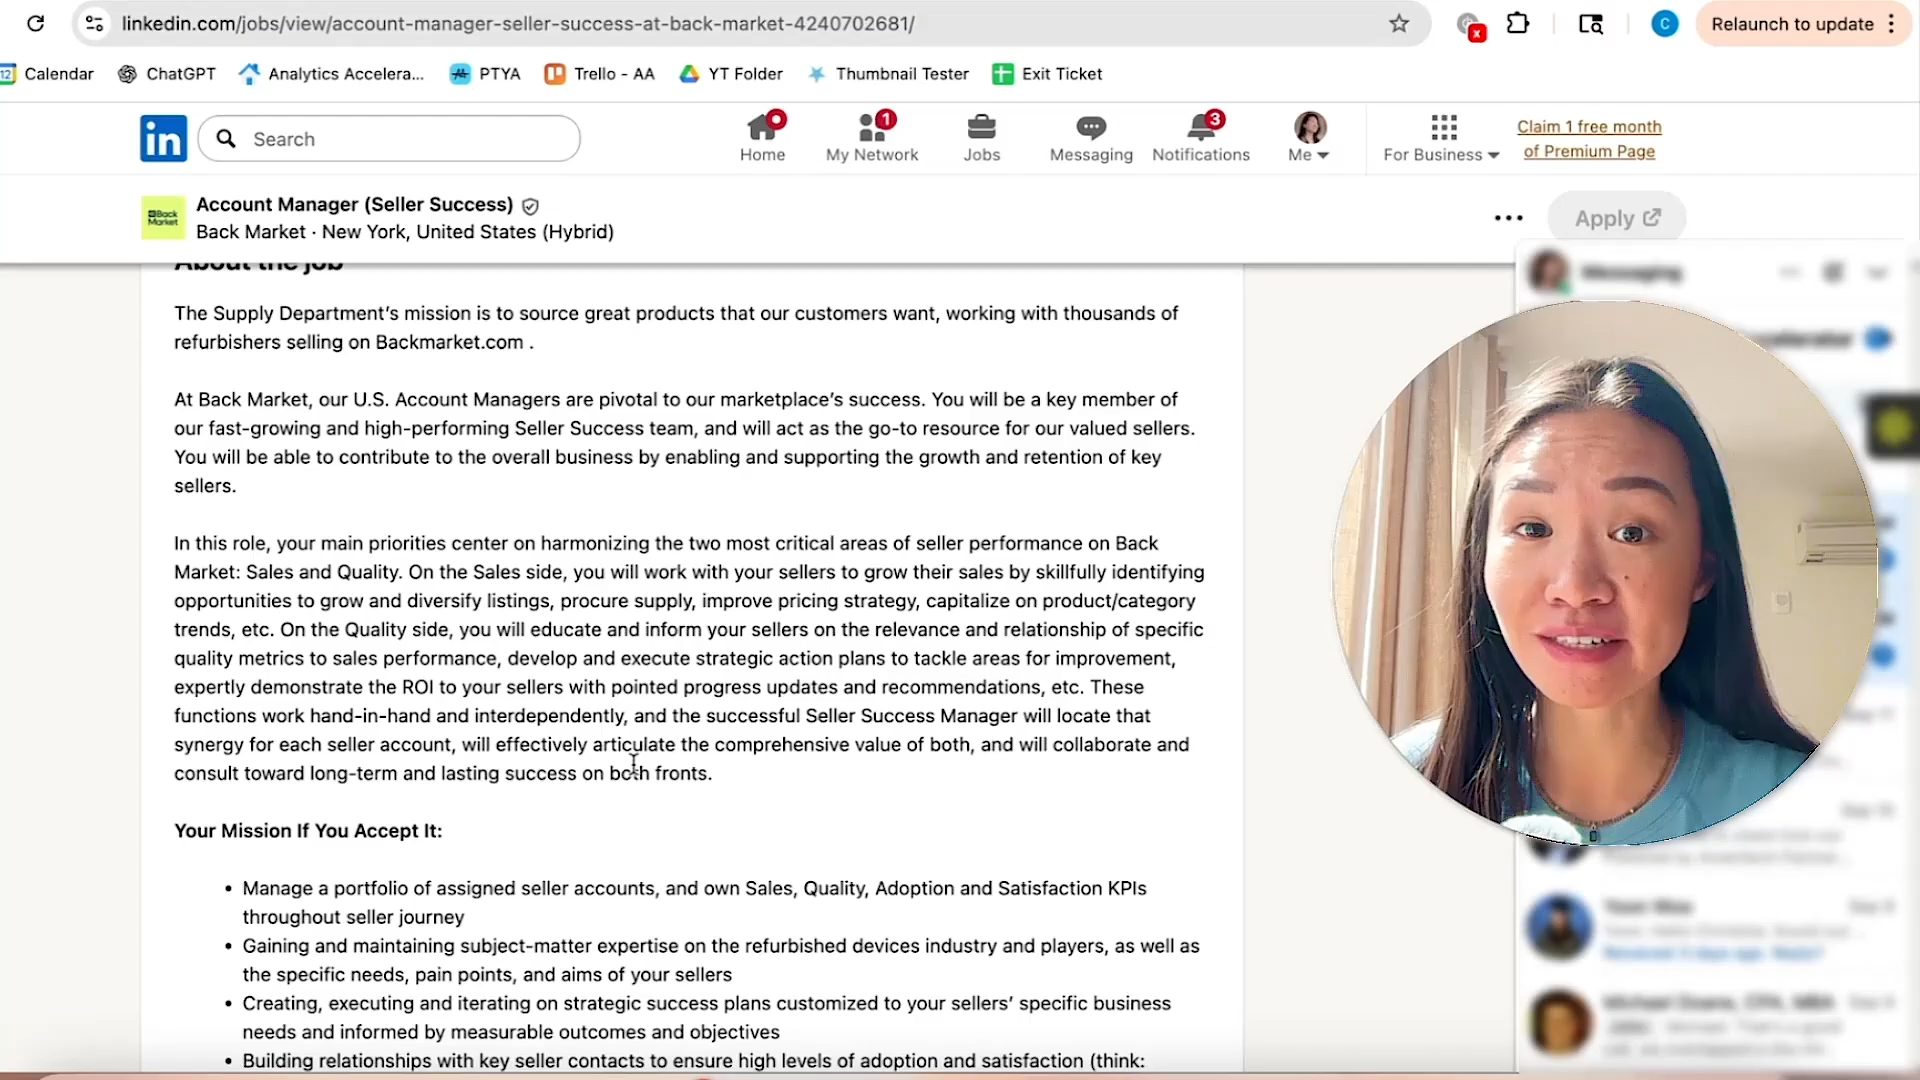 linkedin.com/jobs/view/account-manager-seller-success-at-back-market-4240702681/
C
Relaunch to update
12 Calendar
ChatGPT
Analytics Accelera...
PTYA
Trello - AA
YT Folder
Thumbnail Tester
Exit Ticket
in
Search
Home
1
My Network
Jobs
Messaging
3
Notifications
Me
For Business
Claim 1 free month
of Premium Page
Back
Market
Account Manager (Seller Success)
Back Market · New York, United States (Hybrid)
Apply
About the job
Messaging
The Supply Department’s mission is to source great products that our customers want, working with thousands of
refurbishers selling on Backmarket.com .
At Back Market, our U.S. Account Managers are pivotal to our marketplace’s success. You will be a key member of
our fast-growing and high-performing Seller Success team, and will act as the go-to resource for our valued sellers.
You will be able to contribute to the overall business by enabling and supporting the growth and retention of key
sellers.
In this role, your main priorities center on harmonizing the two most critical areas of seller performance on Back
Market: Sales and Quality. On the Sales side, you will work with your sellers to grow their sales by skillfully identifying
opportunities to grow and diversify listings, procure supply, improve pricing strategy, capitalize on product/category
trends, etc. On the Quality side, you will educate and inform your sellers on the relevance and relationship of specific
quality metrics to sales performance, develop and execute strategic action plans to tackle areas for improvement,
expertly demonstrate the ROI to your sellers with pointed progress updates and recommendations, etc. These
functions work hand-in-hand and interdependently, and the successful Seller Success Manager will locate that
synergy for each seller account, will effectively articulate the comprehensive value of both, and will collaborate and
consult toward long-term and lasting success on both fronts.
Your Mission If You Accept It:
• Manage a portfolio of assigned seller accounts, and own Sales, Quality, Adoption and Satisfaction KPIs
throughout seller journey
• Gaining and maintaining subject-matter expertise on the refurbished devices industry and players, as well as
the specific needs, pain points, and aims of your sellers
• Creating, executing and iterating on strategic success plans customized to your sellers’ specific business
needs and informed by measurable outcomes and objectives
• Building relationships with key seller contacts to ensure high levels of adoption and satisfaction (think: